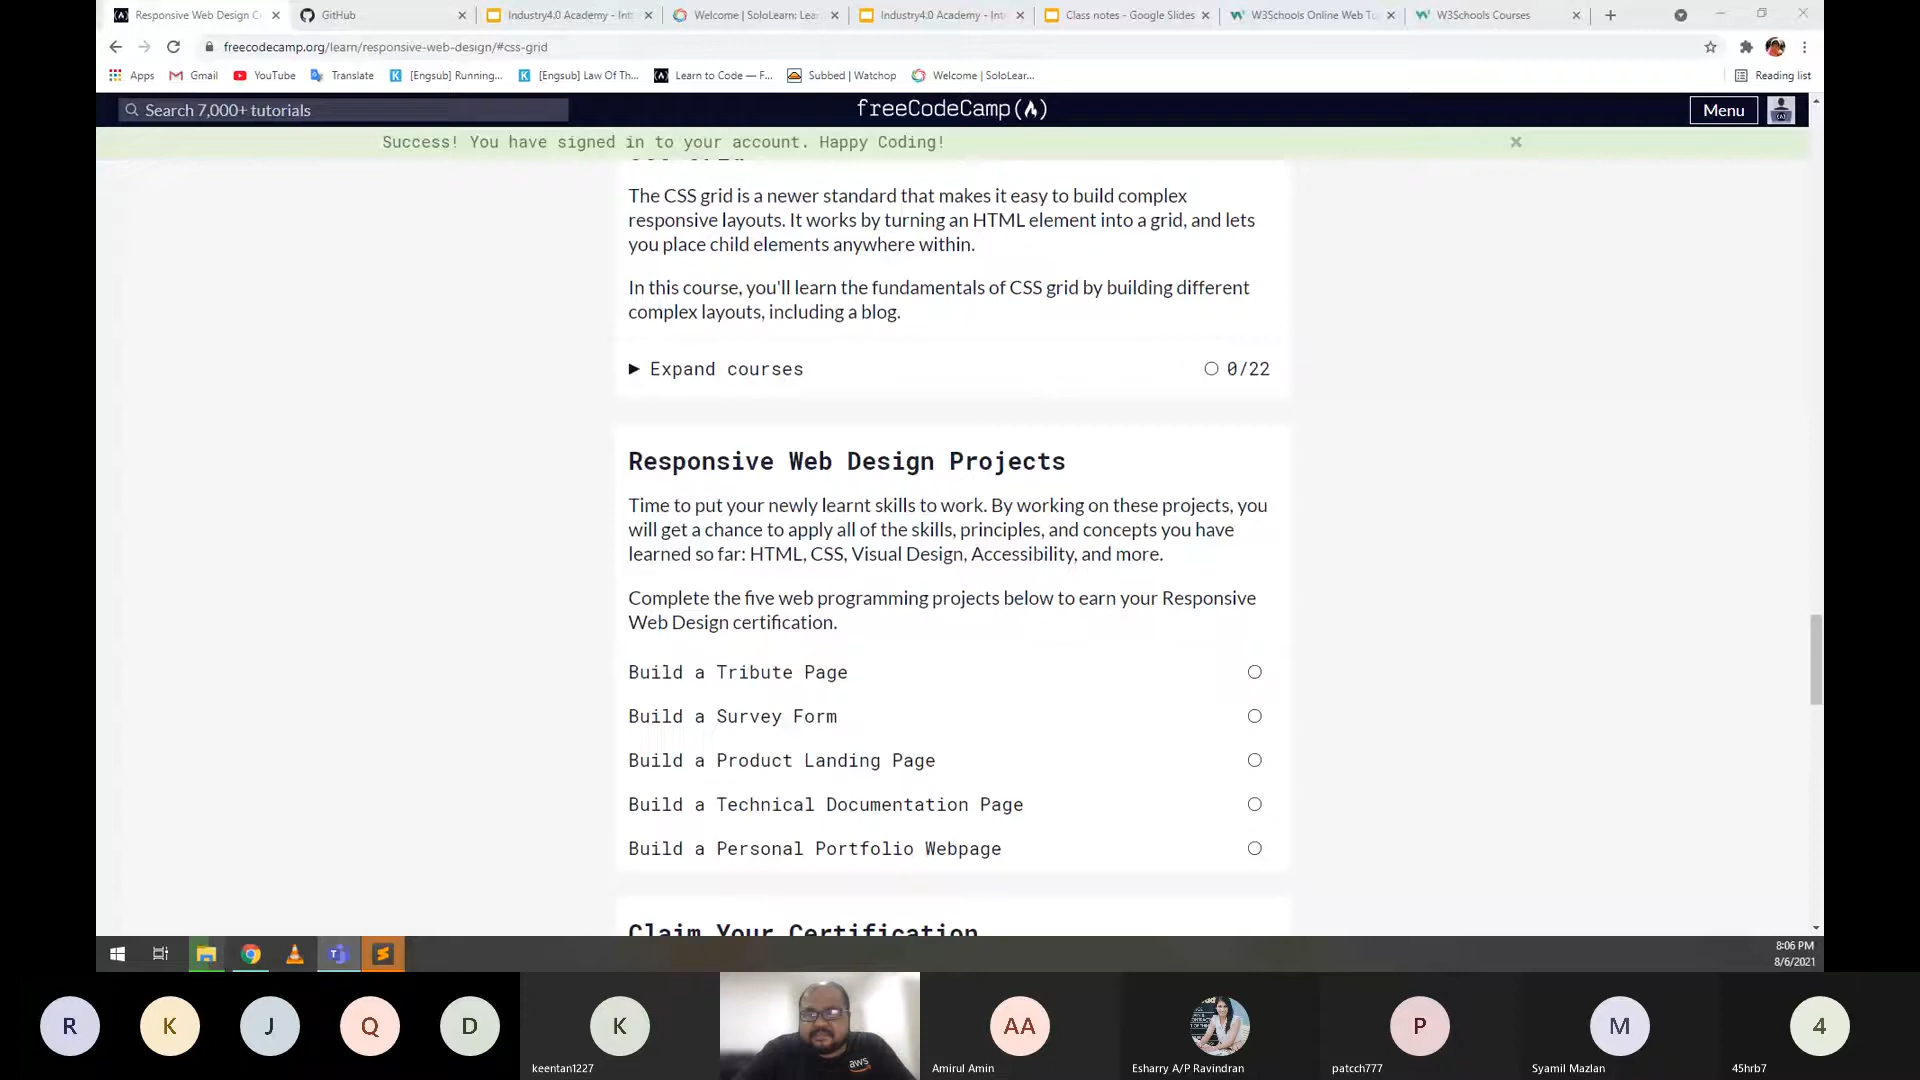 Responsive Web Design C
GitHub
Industry4.0 Academy - Int
Welcome | SoloLearn: Lea
Industry4.0 Academy - Int
Class notes - Google Slides
W3Schools Online Web Tu
W3Schools Courses
freecodecamp.org/learn/responsive-web-design/#css-grid
Apps
Gmail
YouTube
Translate
[Engsub] Running...
[Engsub] Law Of Th...
Learn to Code — F...
Subbed | Watchop
Welcome | SoloLear...
Reading list
Search 7,000+ tutorials
freeCodeCamp
Menu
Success! You have signed in to your account. Happy Coding!
The CSS grid is a newer standard that makes it easy to build complex
responsive layouts. It works by turning an HTML element into a grid, and lets
you place child elements anywhere within.
In this course, you'll learn the fundamentals of CSS grid by building different
complex layouts, including a blog.
Expand courses
0/22
Responsive Web Design Projects
Time to put your newly learnt skills to work. By working on these projects, you
will get a chance to apply all of the skills, principles, and concepts you have
learned so far: HTML, CSS, Visual Design, Accessibility, and more.
Complete the five web programming projects below to earn your Responsive
Web Design certification.
Build a Tribute Page
Build a Survey Form
Build a Product Landing Page
Build a Technical Documentation Page
Build a Personal Portfolio Webpage
Claim Your Certification
8:06 PM
8/6/2021
R
K
J
Q
D
K
keentan1227
aws
AA
Amirul Amin
Esharry A/P Ravindran
P
patcch777
M
Syamil Mazlan
4
45hrb7